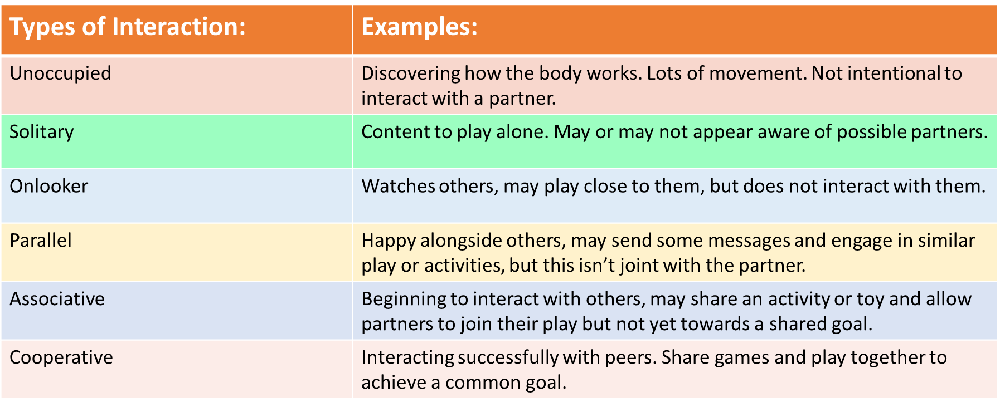 Types of Interaction:
Examples:
Unoccupied
Discovering how the body works. Lots of movement. Not intentional to
interact with a partner.
Solitary
Content to play alone. May or may not appear aware of possible partners.
Onlooker
Watches others, may play close to them, but does not interact with them.
Parallel
Happy alongside others, may send some messages and engage in similar
play or activities, but this isn’t joint with the partner.
Associative
Beginning to interact with others, may share an activity or toy and allow
partners to join their play but not yet towards a shared goal.
Cooperative
Interacting successfully with peers. Share games and play together to
achieve a common goal.